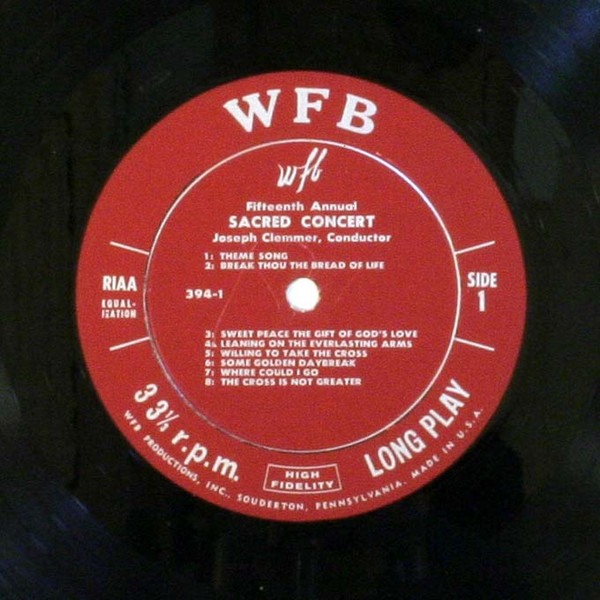 WFB
wfb
Fifteenth Annual
SACRED CONCERT
Joseph Clemmer, Conductor
1: THEME SONG
2: BREAK THOU THE BREAD OF LIFE
RIAA
EQUAL-
IZATION
394-1
SIDE
1
3: SWEET PEACE THE GIFT OF GOD'S LOVE
4: LEANING ON THE EVERLASTING ARMS
5: WILLING TO TAKE THE CROSS
6: SOME GOLDEN DAYBREAK
7: WHERE COULD I GO
8: THE CROSS IS NOT GREATER
33⅓ r.p.m.
HIGH
FIDELITY
LONG PLAY
WFB PRODUCTIONS, INC., SOUDERTON, PENNSYLVANIA. MADE IN U.S.A.